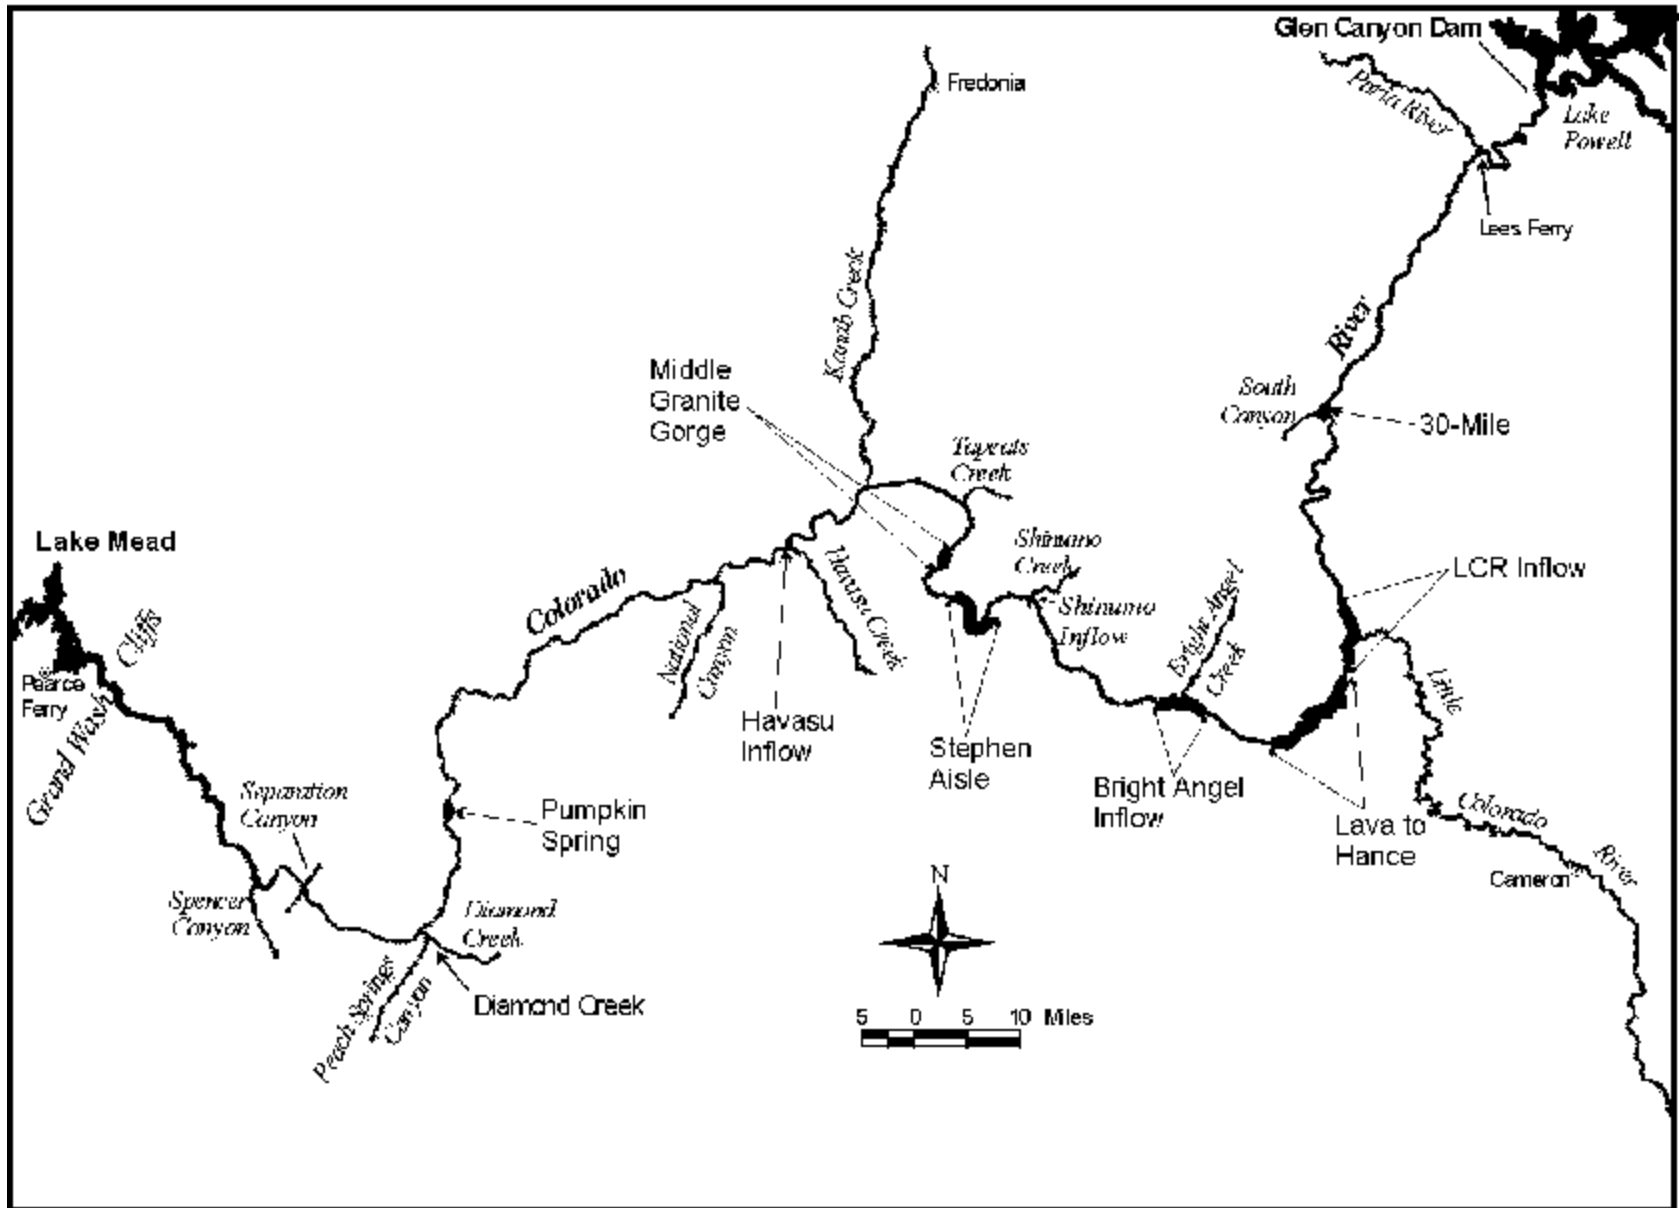 Glen Canyon Dam
Fredonia
Paria River
Lake
Powell
Lees Ferry
River
Kanab Creek
Middle
Granite
Gorge
South
Canyon
30-Mile
Tapeats
Creek
Lake Mead
Shinumo
Creek
LCR Inflow
Colorado
Havasu Creek
Bright Angel
Creek
Shinumo
Inflow
National
Canyon
Cliffs
Grand Wash
Pearce
Ferry
Little
Colorado
River
Havasu
Inflow
Stephen
Aisle
Bright Angel
Inflow
Separation
Canyon
Pumpkin
Spring
Lava to
Hance
Cameron
N
Spencer
Canyon
Diamond
Creek
Diamond Creek
Peach Springs
Canyon
5 0 5 10 Miles